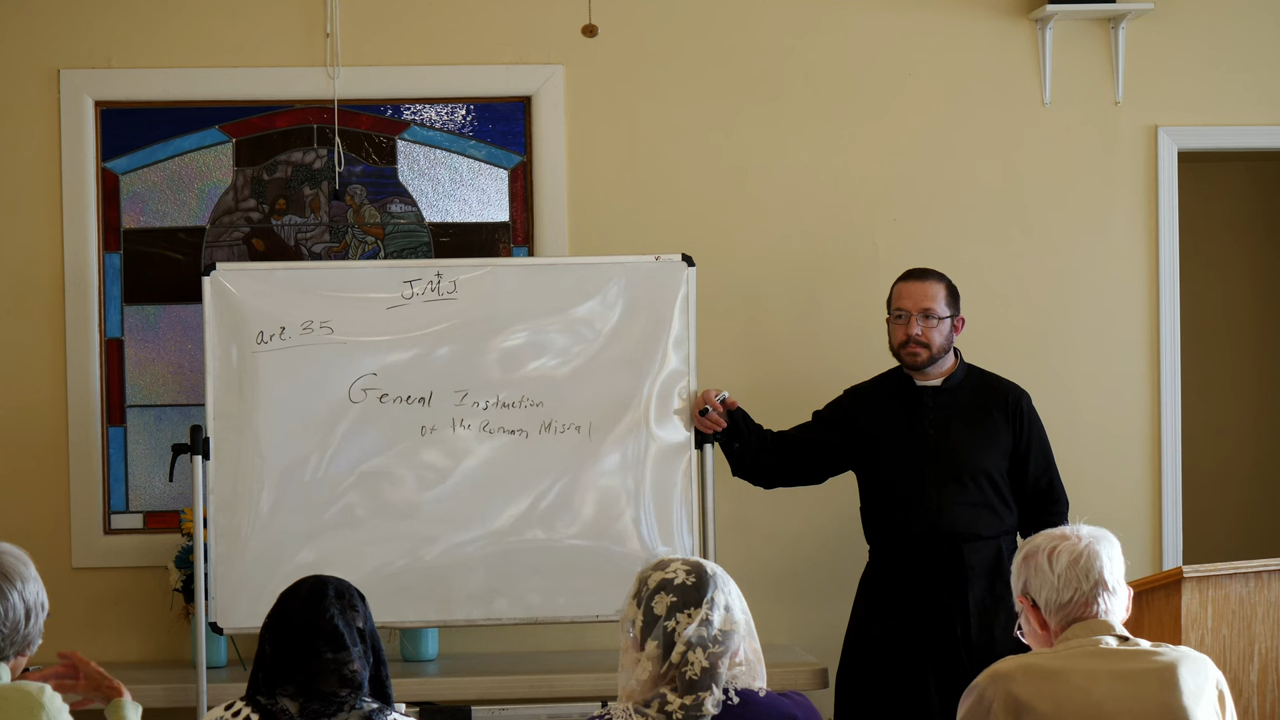 J.M.J.
art. 35
General Instruction
of the Roman Missal